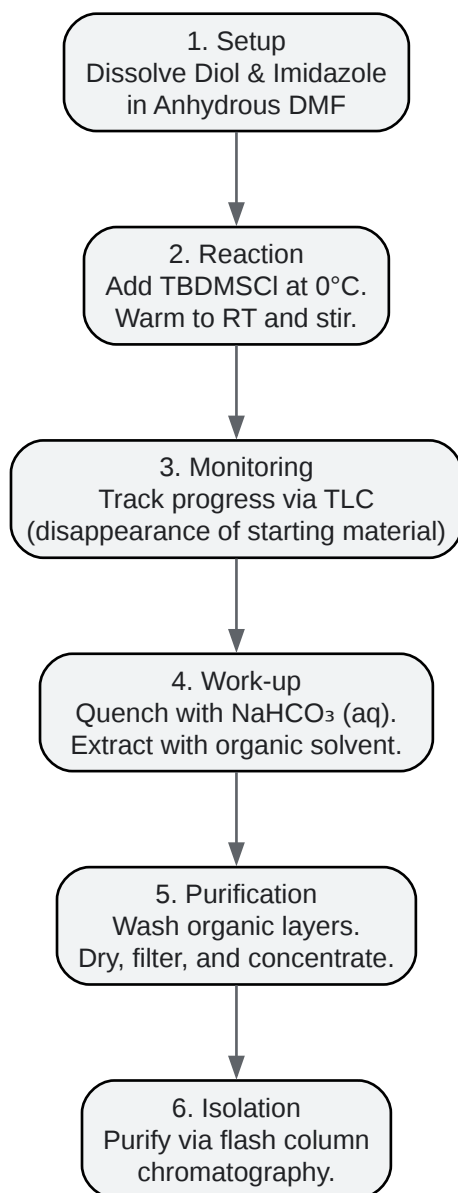 1. Setup
Dissolve Diol & Imidazole
in Anhydrous DMF
2. Reaction
Add TBDMSCl at 0°C.
Warm to RT and stir.
3. Monitoring
Track progress via TLC
(disappearance of starting material)
4. Work-up
Quench with NaHCO₃ (aq).
Extract with organic solvent.
5. Purification
Wash organic layers.
Dry, filter, and concentrate.
6. Isolation
Purify via flash column
chromatography.